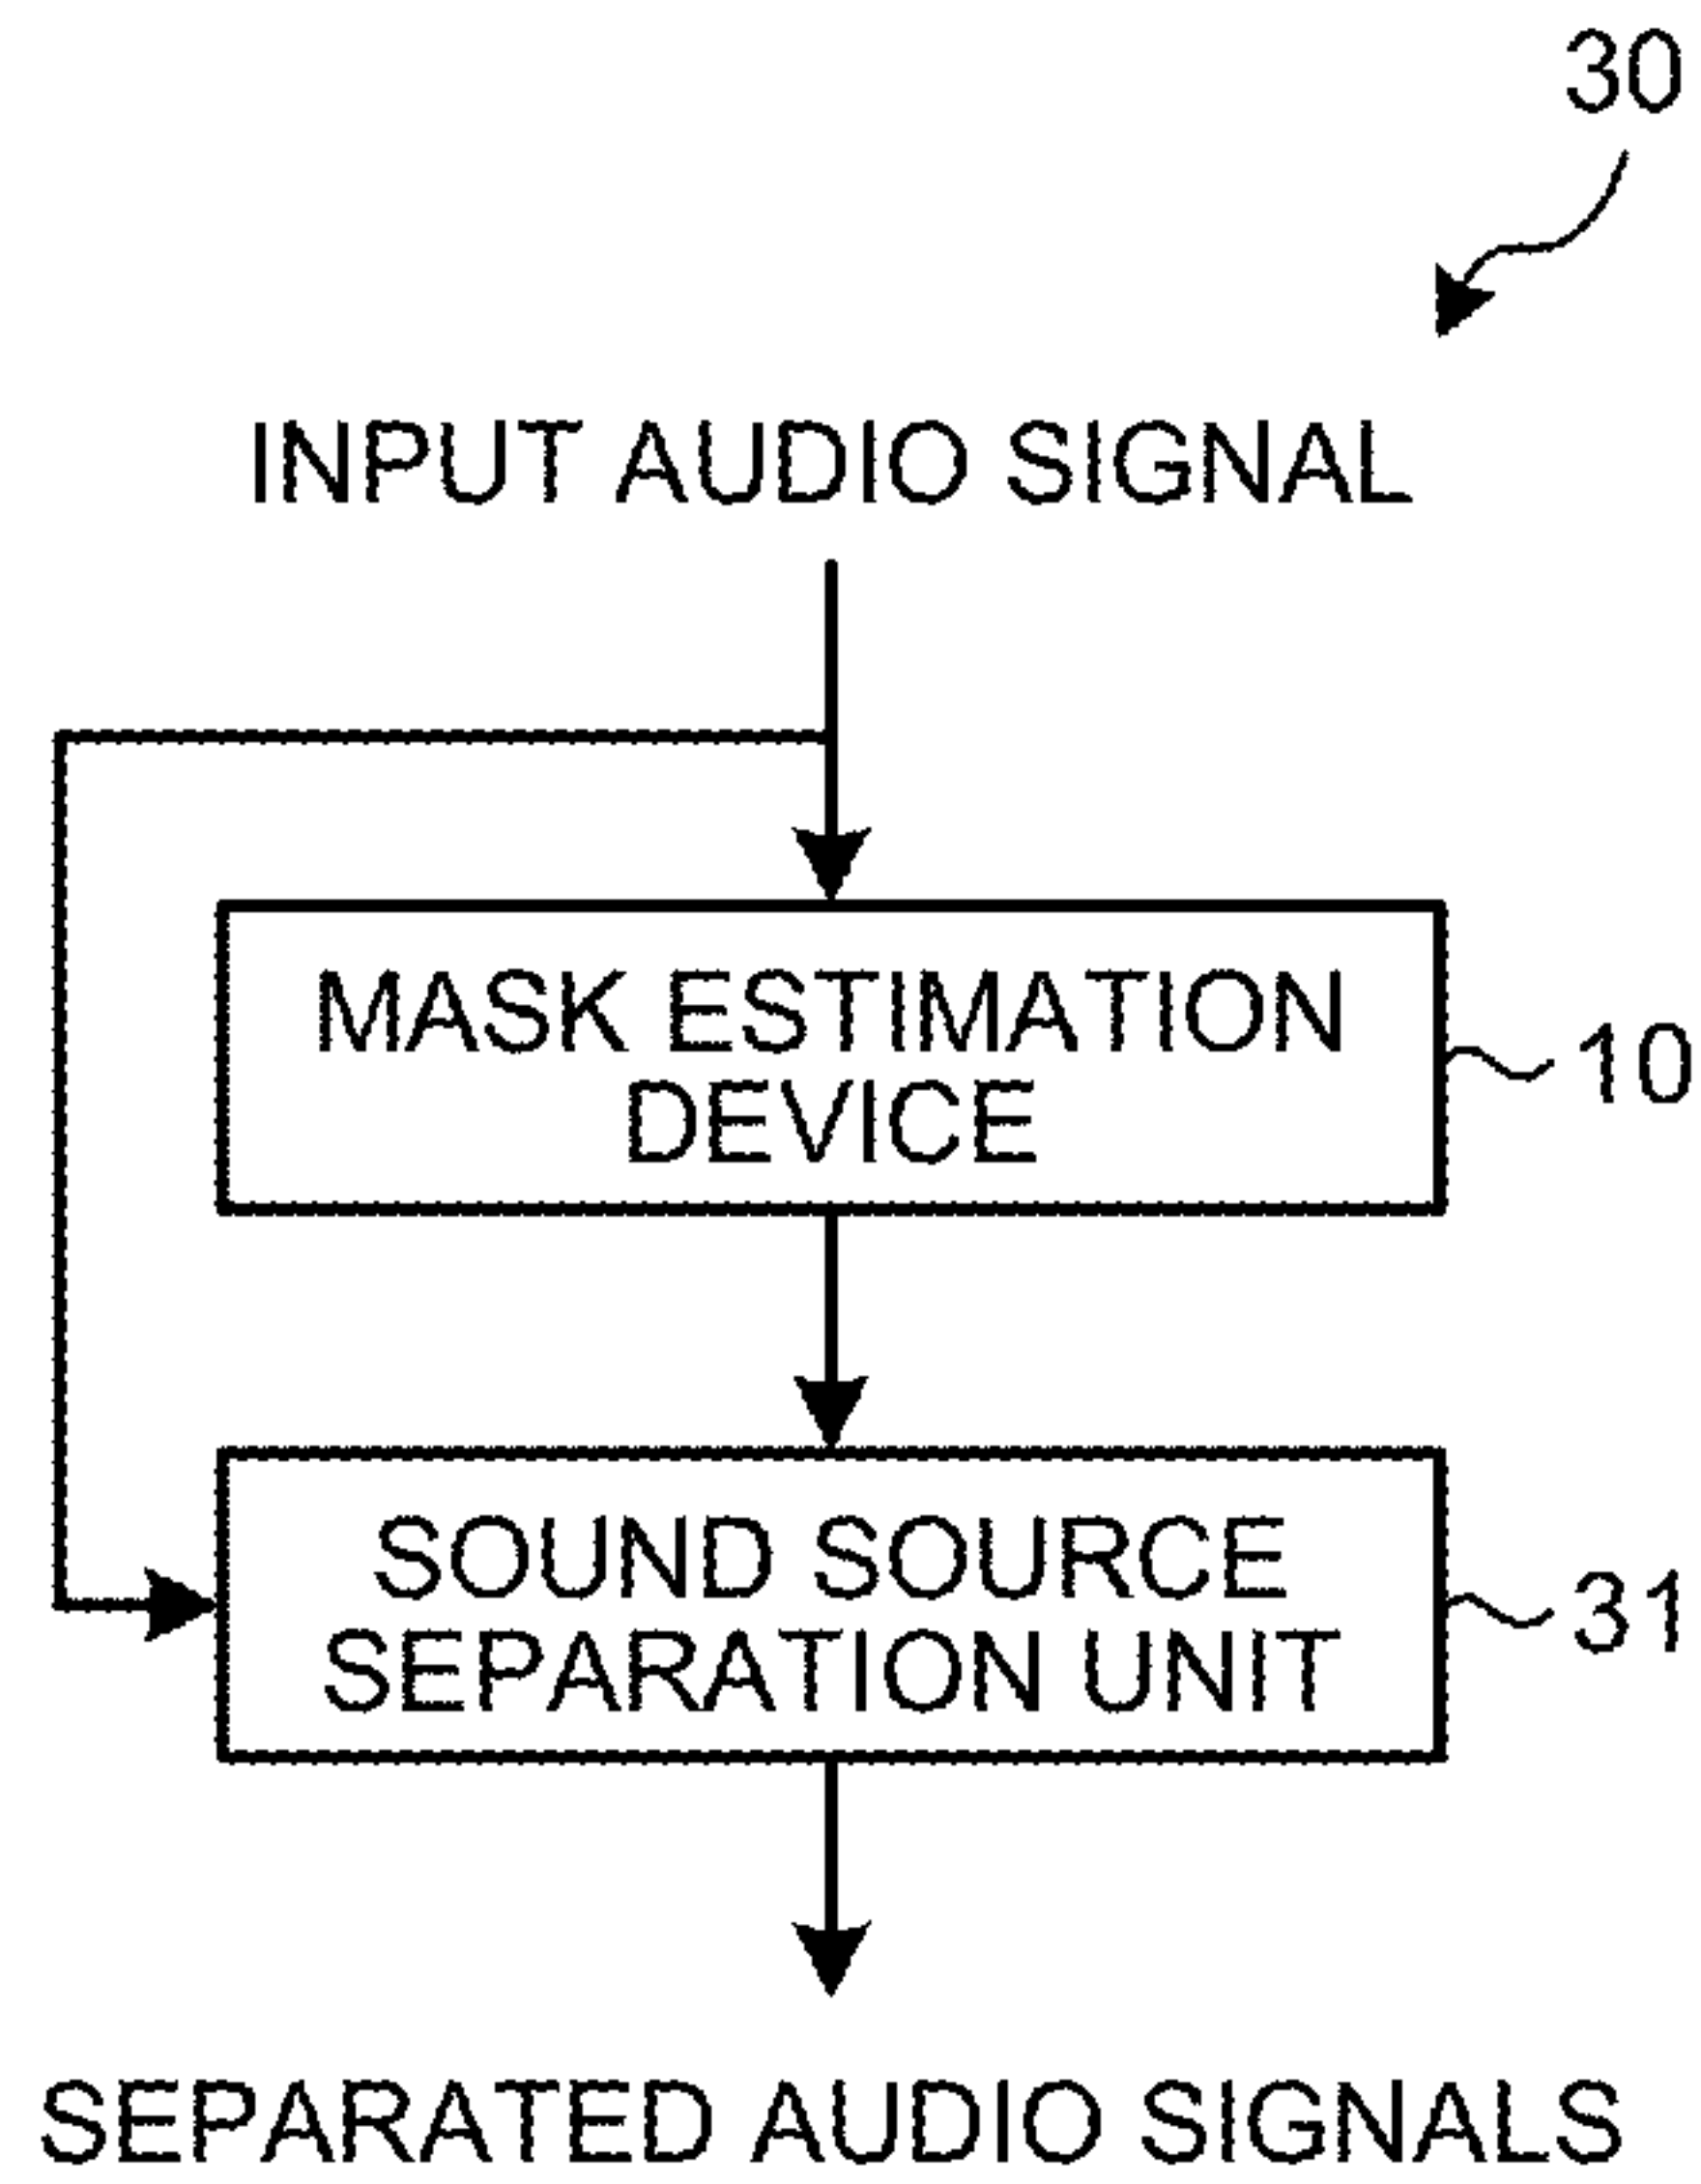 30
INPUT AUDIO SIGNAL
MASK ESTIMATION
DEVICE
10
SOUND SOURCE
SEPARATION UNIT
31
SEPARATED AUDIO SIGNALS